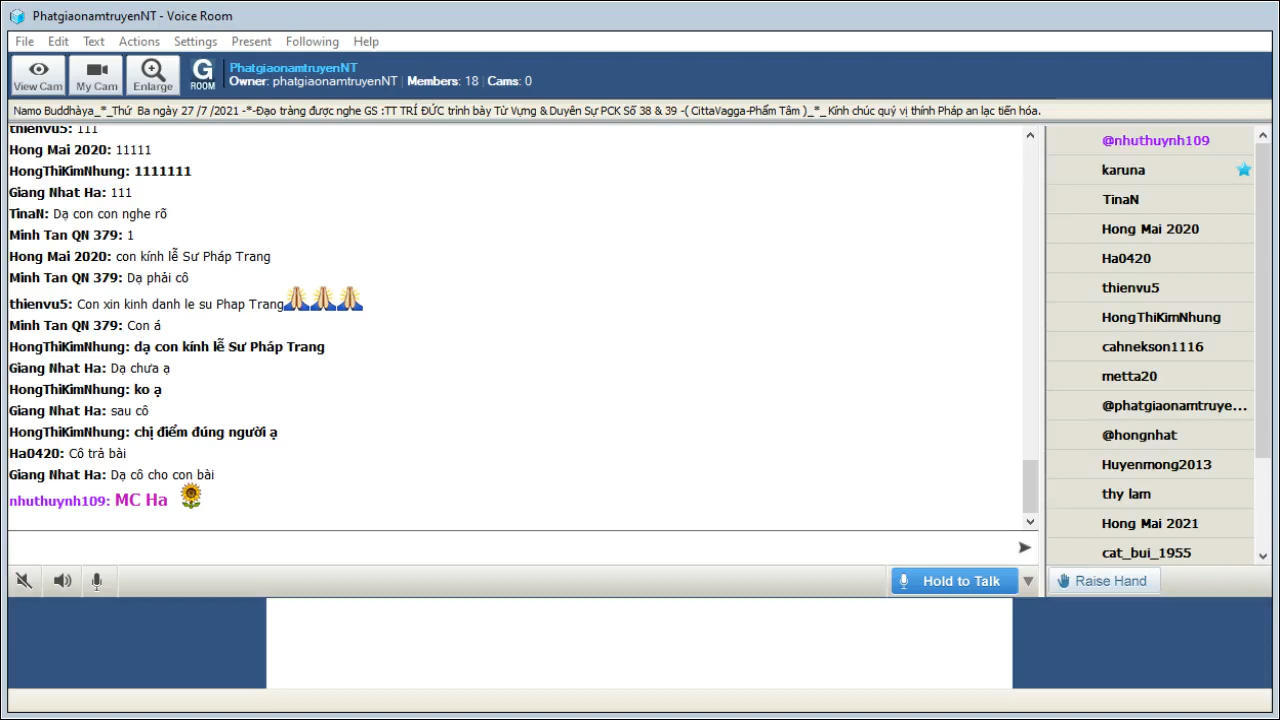 PhatgiaonamtruyenNT - Voice Room
File Edit Text Actions Settings Present Following Help
View Cam My Cam Enlarge G ROOM
PhatgiaonamtruyenNT
Owner: phatgiaonamtruyenNT | Members: 18 | Cams: 0
Namo Buddhàya_*_Thứ Ba ngày 27 /7 /2021 -*-Đạo tràng được nghe GS :TT TRÍ ĐỨC trình bày Từ Vựng & Duyên Sự PCK Số 38 & 39 -( CittaVagga-Phẩm Tâm )_*_ Kính chúc quý vị thính Pháp an lạc tiến hóa.
thienvu5: 111
Hong Mai 2020: 11111
HongThiKimNhung: 1111111
Giang Nhat Ha: 111
TinaN: Dạ con con nghe rõ
Minh Tan QN 379: 1
Hong Mai 2020: con kính lễ Sư Pháp Trang
Minh Tan QN 379: Dạ phải cô
thienvu5: Con xin kinh danh le su Phap Trang
Minh Tan QN 379: Con á
HongThiKimNhung: dạ con kính lễ Sư Pháp Trang
Giang Nhat Ha: Dạ chưa ạ
HongThiKimNhung: ko ạ
Giang Nhat Ha: sau cô
HongThiKimNhung: chị điểm đúng người ạ
Ha0420: Cô trả bài
Giang Nhat Ha: Dạ cô cho con bài
nhuthuynh109: MC Ha
@nhuthuynh109
karuna
TinaN
Hong Mai 2020
Ha0420
thienvu5
HongThiKimNhung
cahnekson1116
metta20
@phatgiaonamtruye...
@hongnhat
Huyenmong2013
thy lam
Hong Mai 2021
cat_bui_1955
Hold to Talk
Raise Hand